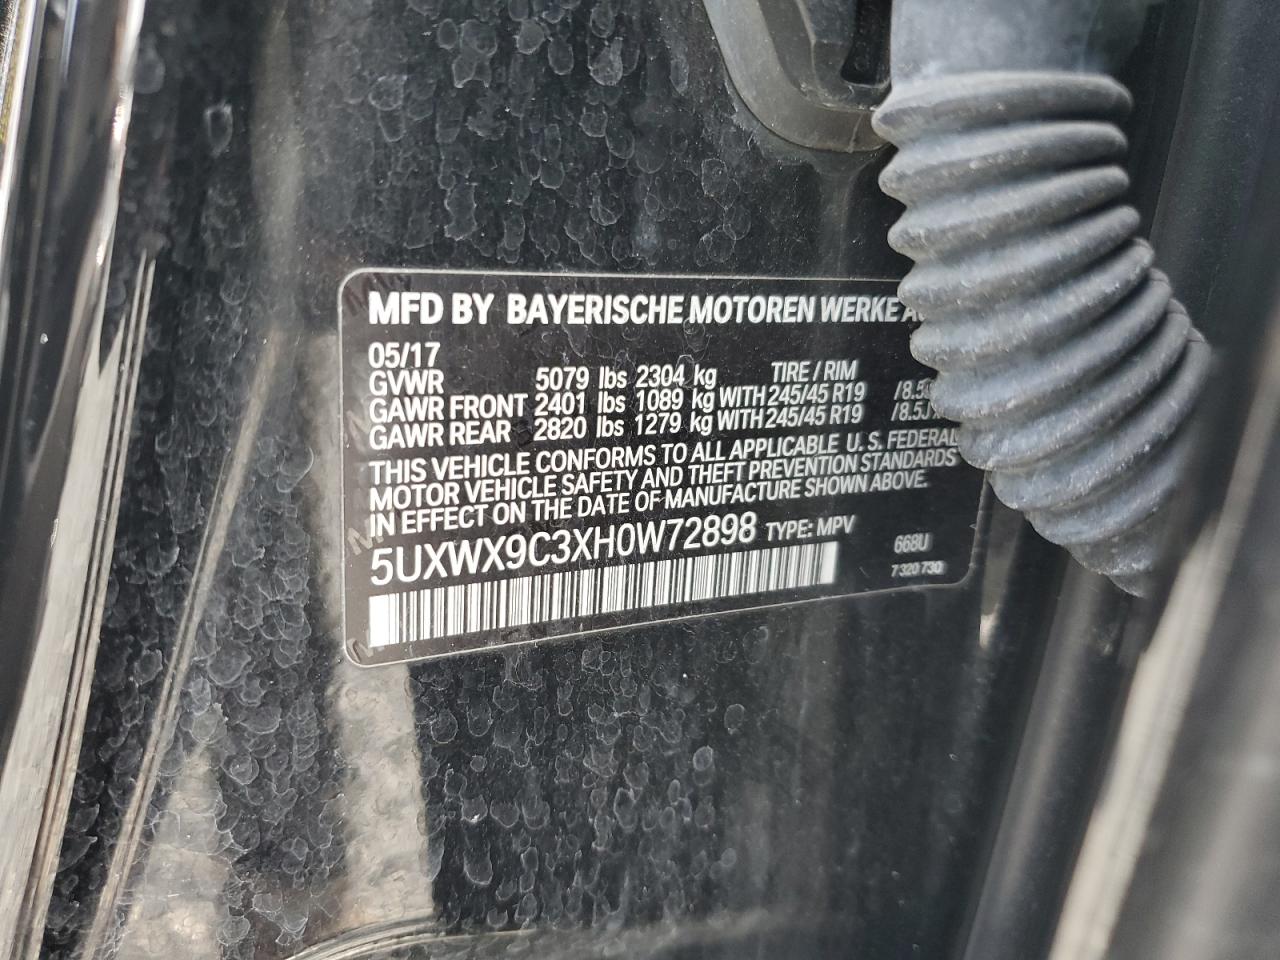 MFD BY BAYERISCHE MOTOREN WERKE
05/17
GVWR 5079 lbs 2304 kg TIRE / RIM
GAWR FRONT 2401 lbs 1089 kg WITH 245/45 R19
GAWR REAR 2820 lbs 1279 kg WITH 245/45 R19
THIS VEHICLE CONFORMS TO ALL APPLICABLE U.S. FEDERAL
MOTOR VEHICLE SAFETY AND THEFT PREVENTION STANDARDS
IN EFFECT ON THE DATE OF MANUFACTURE SHOWN ABOVE.
5UXWX9C3XH0W72898 TYPE: MPV
668U
7 320 730